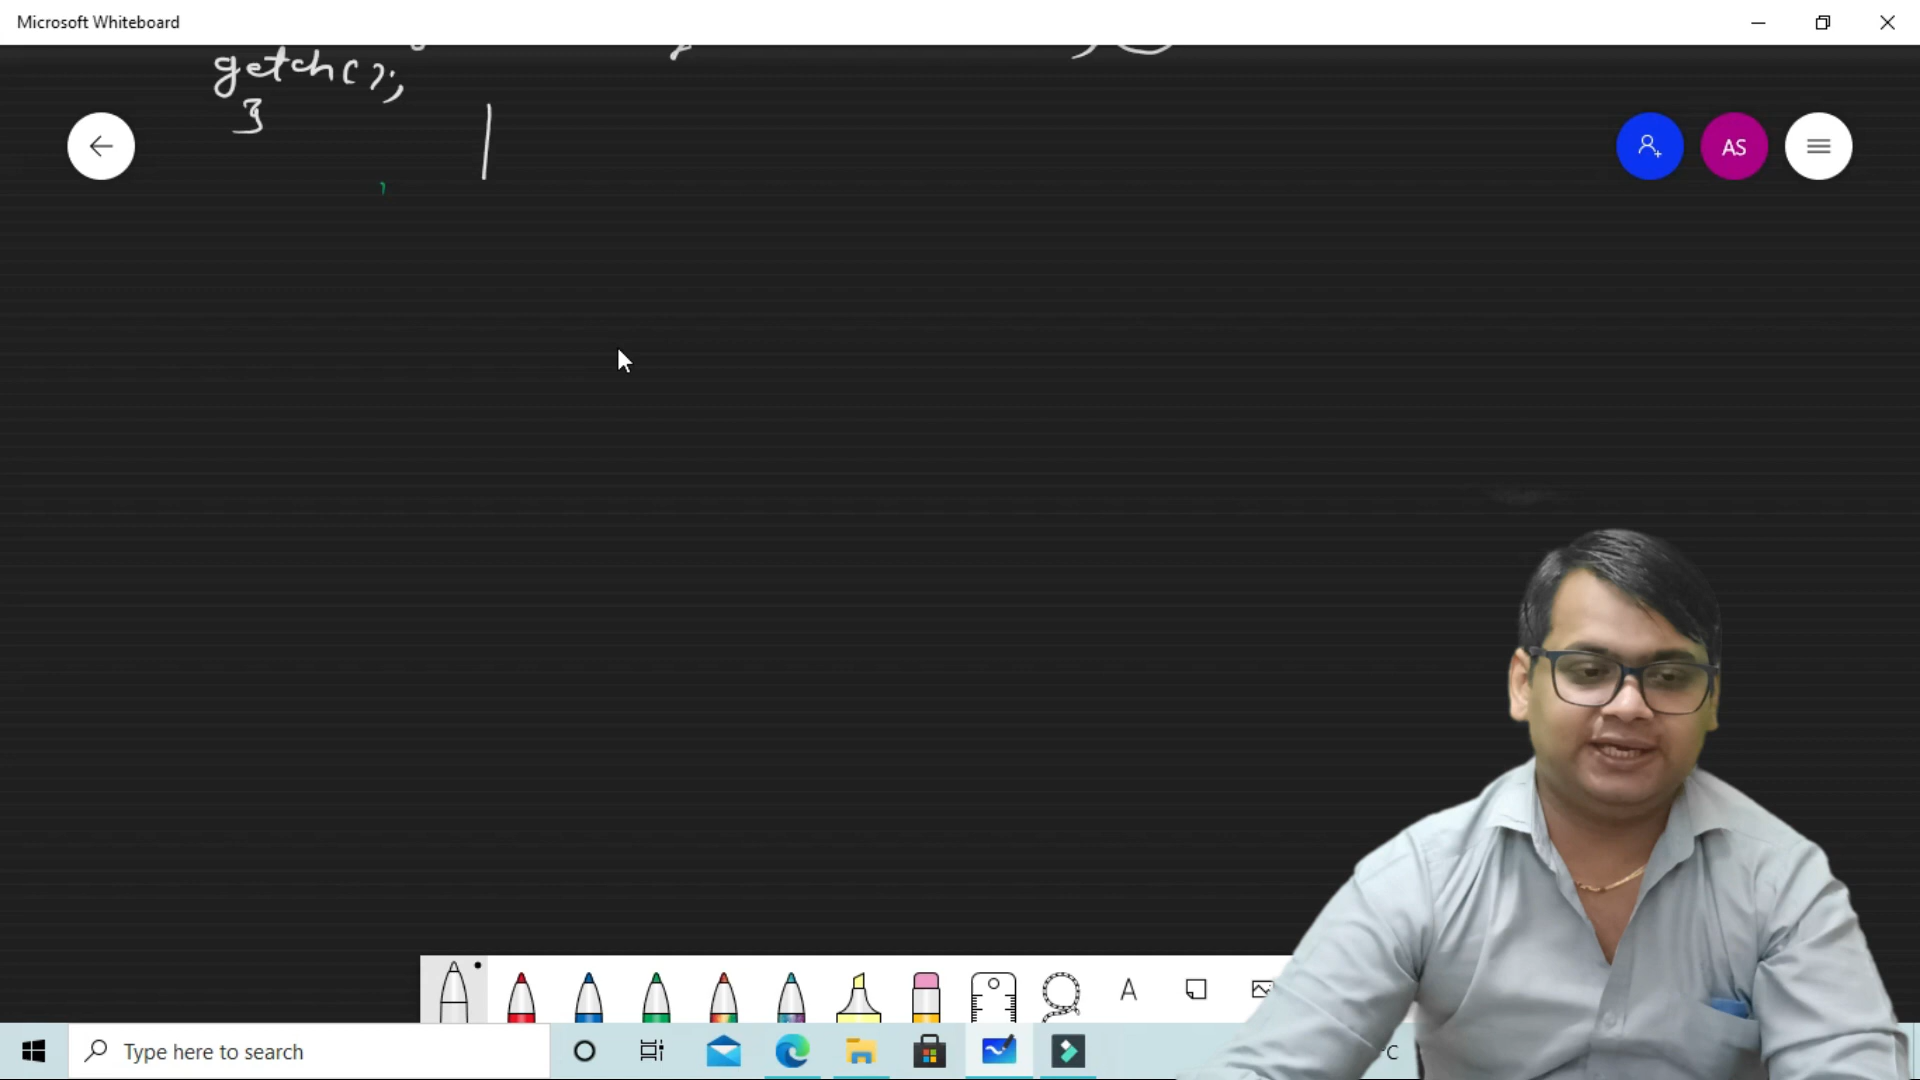 Microsoft Whiteboard
getch();
}
AS
A
Type here to search
C